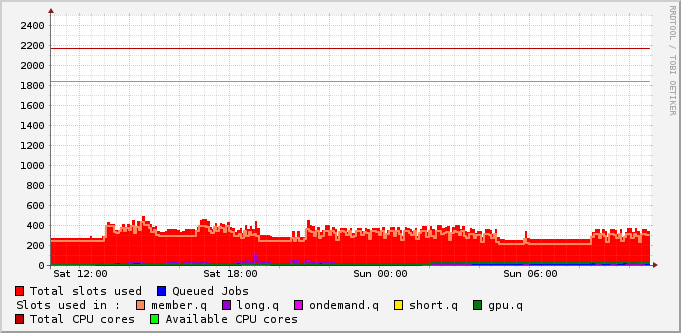 RRDTOOL / TOBI OETIKER
2400
2200
2000
1800
1600
1400
1200
1000
800
600
400
200
0
Sat 12:00 Sat 18:00 Sun 00:00 Sun 06:00
Total slots used Queued Jobs
Slots used in : member.q long.q ondemand.q short.q gpu.q
Total CPU cores Available CPU cores